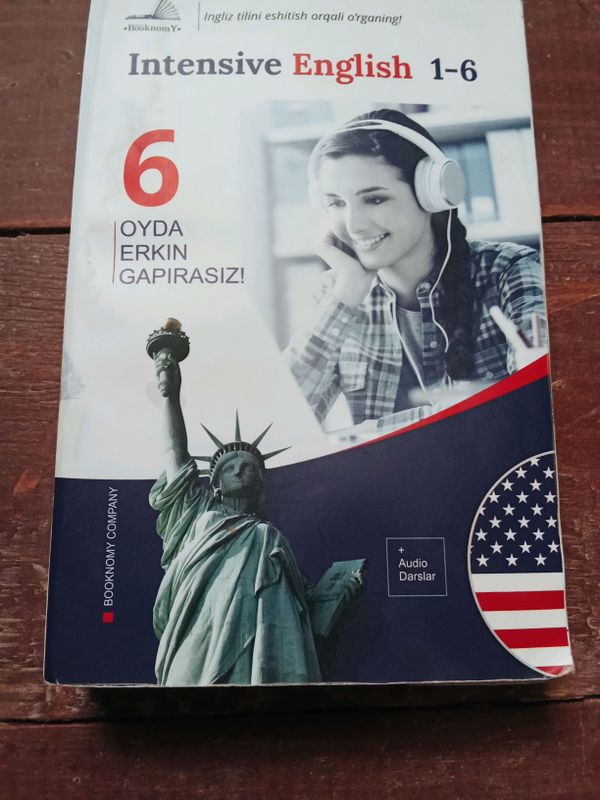 BooknomY
Ingliz tilini eshitish orqali o'rganing!
Intensive English 1-6
6
OYDA
ERKIN
GAPIRASIZ!
BOOKNOMY COMPANY
+
Audio
Darslar